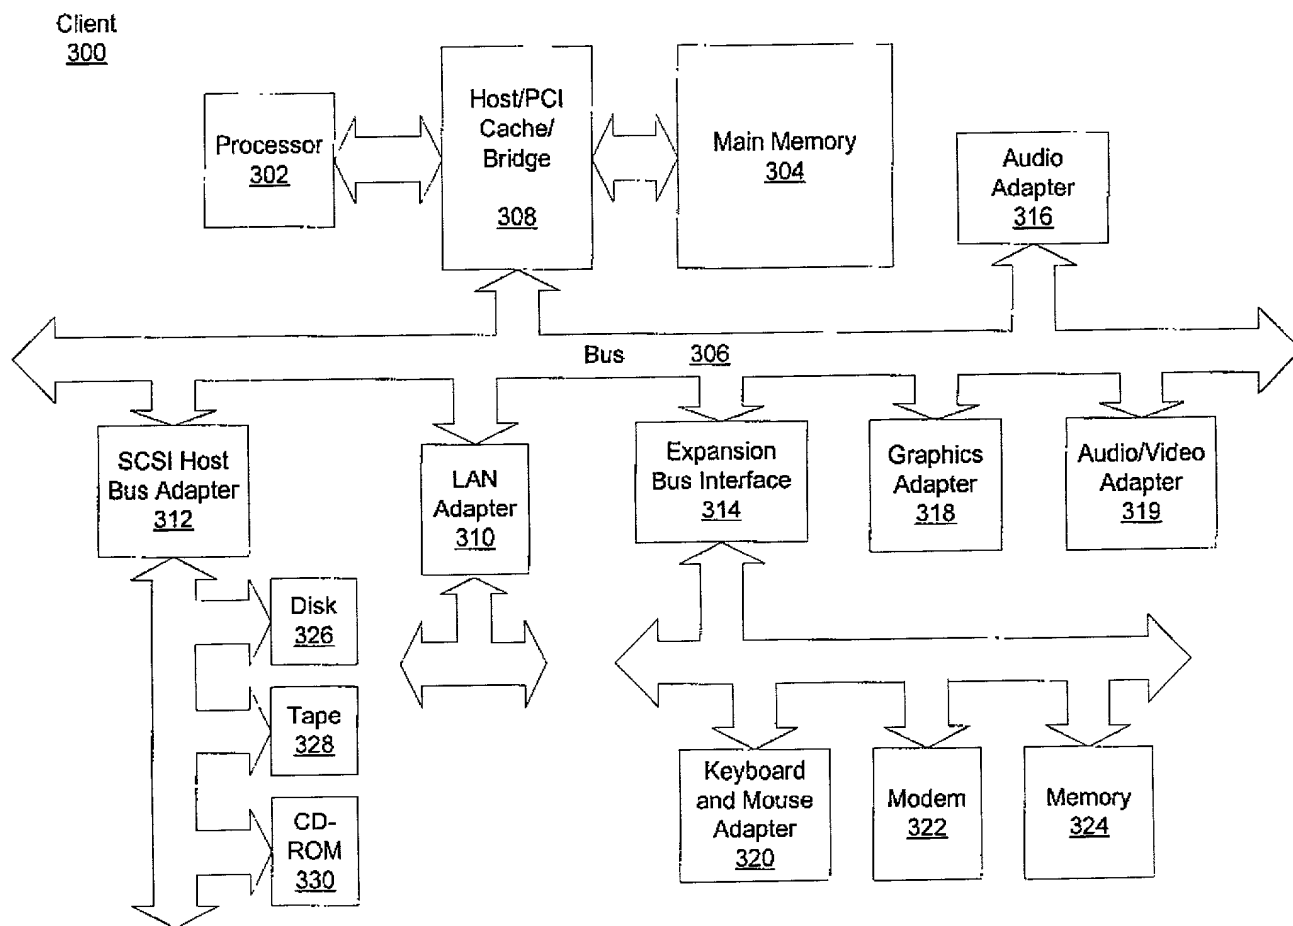 Client
300
Processor
302
Host/PCI
Cache/
Bridge
308
Main Memory
304
Audio
Adapter
316
Bus 306
SCSI Host
Bus Adapter
312
LAN
Adapter
310
Expansion
Bus Interface
314
Graphics
Adapter
318
Audio/Video
Adapter
319
Disk
326
Tape
328
CD-
ROM
330
Keyboard
and Mouse
Adapter
320
Modem
322
Memory
324